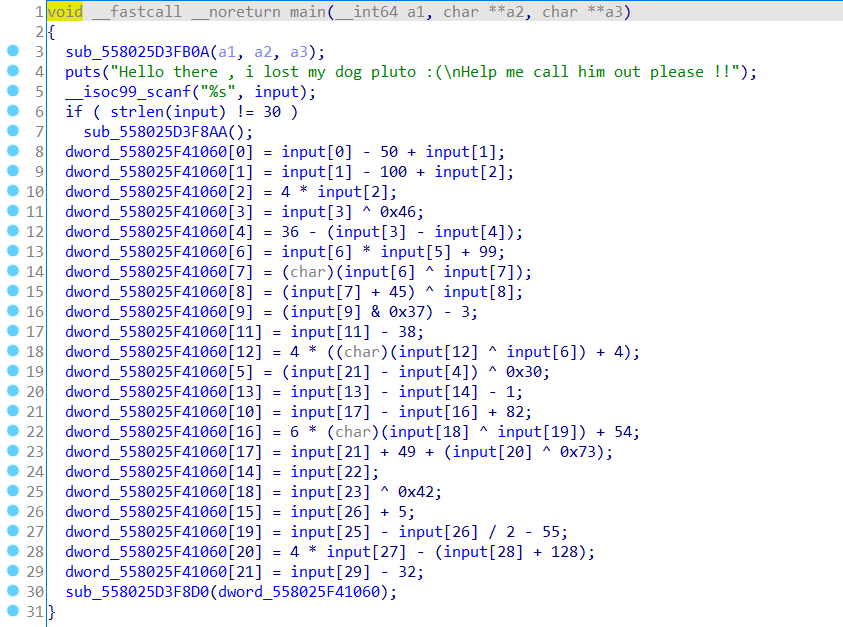 1 void __fastcall __noreturn main(__int64 a1, char **a2, char **a3)
2 {
3 sub_558025D3FB0A(a1, a2, a3);
4 puts("Hello there , i lost my dog pluto :(\nHelp me call him out please !!");
5 __isoc99_scanf("%s", input);
6 if ( strlen(input) != 30 )
7 sub_558025D3F8AA();
8 dword_558025F41060[0] = input[0] - 50 + input[1];
9 dword_558025F41060[1] = input[1] - 100 + input[2];
10 dword_558025F41060[2] = 4 * input[2];
11 dword_558025F41060[3] = input[3] ^ 0x46;
12 dword_558025F41060[4] = 36 - (input[3] - input[4]);
13 dword_558025F41060[6] = input[6] * input[5] + 99;
14 dword_558025F41060[7] = (char)(input[6] ^ input[7]);
15 dword_558025F41060[8] = (input[7] + 45) ^ input[8];
16 dword_558025F41060[9] = (input[9] & 0x37) - 3;
17 dword_558025F41060[11] = input[11] - 38;
18 dword_558025F41060[12] = 4 * ((char)(input[12] ^ input[6]) + 4);
19 dword_558025F41060[5] = (input[21] - input[4]) ^ 0x30;
20 dword_558025F41060[13] = input[13] - input[14] - 1;
21 dword_558025F41060[10] = input[17] - input[16] + 82;
22 dword_558025F41060[16] = 6 * (char)(input[18] ^ input[19]) + 54;
23 dword_558025F41060[17] = input[21] + 49 + (input[20] ^ 0x73);
24 dword_558025F41060[14] = input[22];
25 dword_558025F41060[18] = input[23] ^ 0x42;
26 dword_558025F41060[15] = input[26] + 5;
27 dword_558025F41060[19] = input[25] - input[26] / 2 - 55;
28 dword_558025F41060[20] = 4 * input[27] - (input[28] + 128);
29 dword_558025F41060[21] = input[29] - 32;
30 sub_558025D3F8D0(dword_558025F41060);
31 }